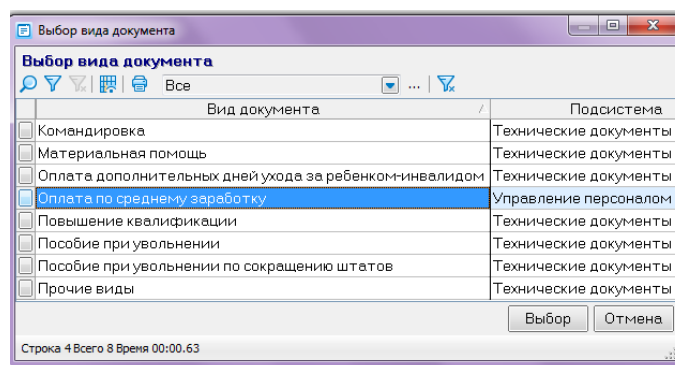 Выбор вида документа
Выбор вида документа
Все ...
Вид документа Подсистема
Командировка Технические документы
Материальная помощь Технические документы
Оплата дополнительных дней ухода за ребенком-инвалидом Технические документы
Оплата по среднему заработку Управление персоналом
Повышение квалификации Технические документы
Пособие при увольнении Технические документы
Пособие при увольнении по сокращению штатов Технические документы
Прочие виды Технические документы
Выбор Отмена
Строка 4 Всего 8 Время 00:00.63